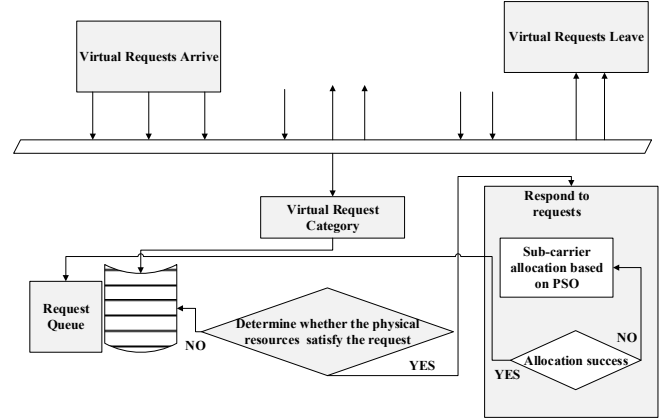 Virtual Requests Arrive
Virtual Requests Leave
Virtual Request
Category
Respond to
requests
Sub-carrier
allocation based
on PSO
Request
Queue
Determine whether the physical
resources satisfy the request
NO
YES
Allocation success
NO
YES